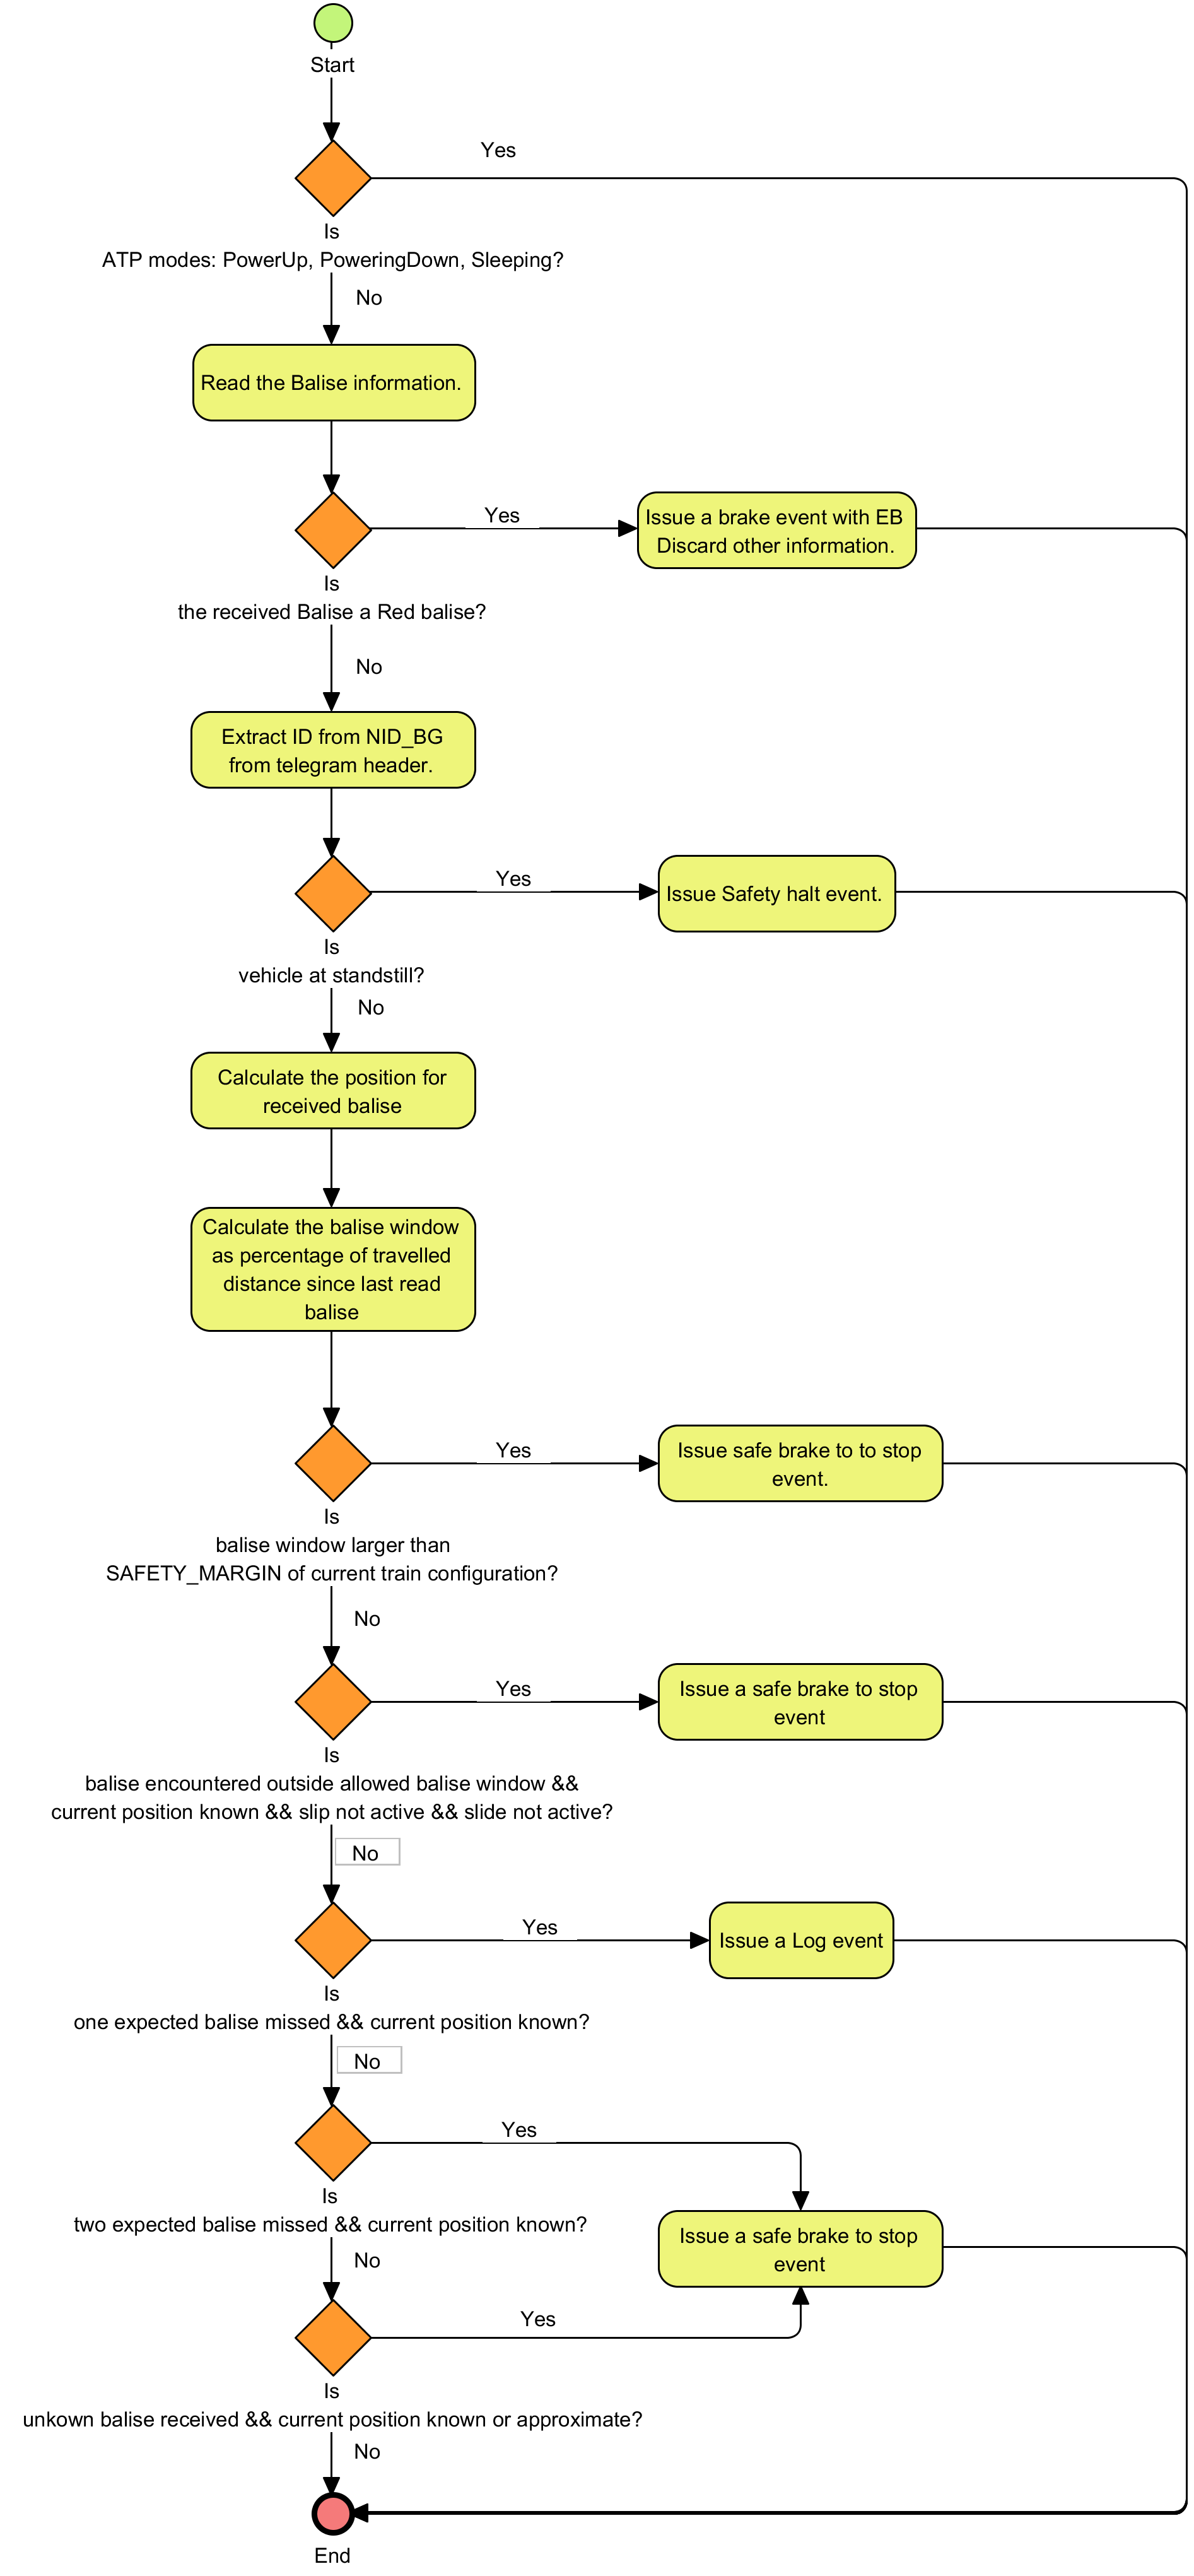 Start
Yes
Is
ATP modes: PowerUp, PoweringDown, Sleeping?
No
Read the Balise information.
Yes
Issue a brake event with EB
Discard other information.
Is
the received Balise a Red balise?
No
Extract ID from NID_BG
from telegram header.
Yes
Issue Safety halt event.
Is
vehicle at standstill?
No
Calculate the position for
received balise
Calculate the balise window
as percentage of travelled
distance since last read
balise
Yes
Issue safe brake to to stop
event.
Is
balise window larger than
SAFETY_MARGIN of current train configuration?
No
Yes
Issue a safe brake to stop
event
Is
balise encountered outside allowed balise window &&
current position known && slip not active && slide not active?
No
Yes
Issue a Log event
Is
one expected balise missed && current position known?
No
Yes
Is
two expected balise missed && current position known?
Issue a safe brake to stop
event
No
Yes
Is
unkown balise received && current position known or approximate?
No
End